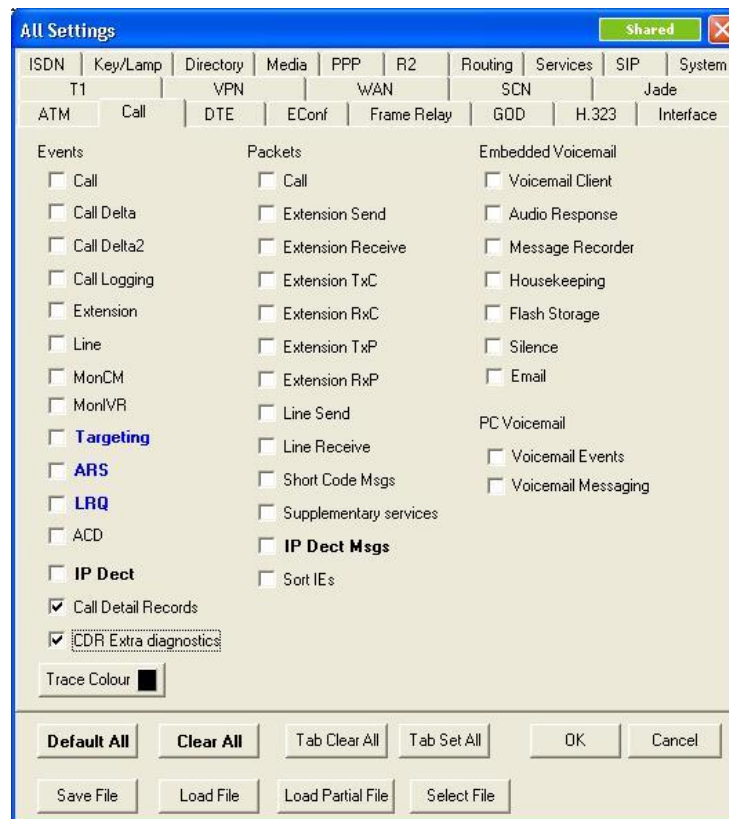 All Settings
Shared
ISDN Key/Lamp Directory Media PPP R2 Routing Services SIP System
T1 VPN WAN SCN Jade
ATM Call DTE EConf Frame Relay GOD H.323 Interface
Events
Call
Call Delta
Call Delta2
Call Logging
Extension
Line
MonCM
MonIVR
Targeting
ARS
LRQ
ACD
IP Dect
Call Detail Records
CDR Extra diagnostics
Trace Colour
Packets
Call
Extension Send
Extension Receive
Extension TxC
Extension RxC
Extension TxP
Extension RxP
Line Send
Line Receive
Short Code Msgs
Supplementary services
IP Dect Msgs
Sort IEs
Embedded Voicemail
Voicemail Client
Audio Response
Message Recorder
Housekeeping
Flash Storage
Silence
Email
PC Voicemail
Voicemail Events
Voicemail Messaging
Default All Clear All Tab Clear All Tab Set All OK Cancel
Save File Load File Load Partial File Select File